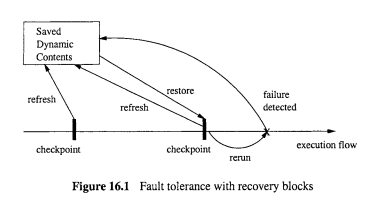 Saved
Dynamic
Contents
restore
failure
detected
refresh
refresh
checkpoint
checkpoint
rerun
execution flow
Figure 16.1 Fault tolerance with recovery blocks